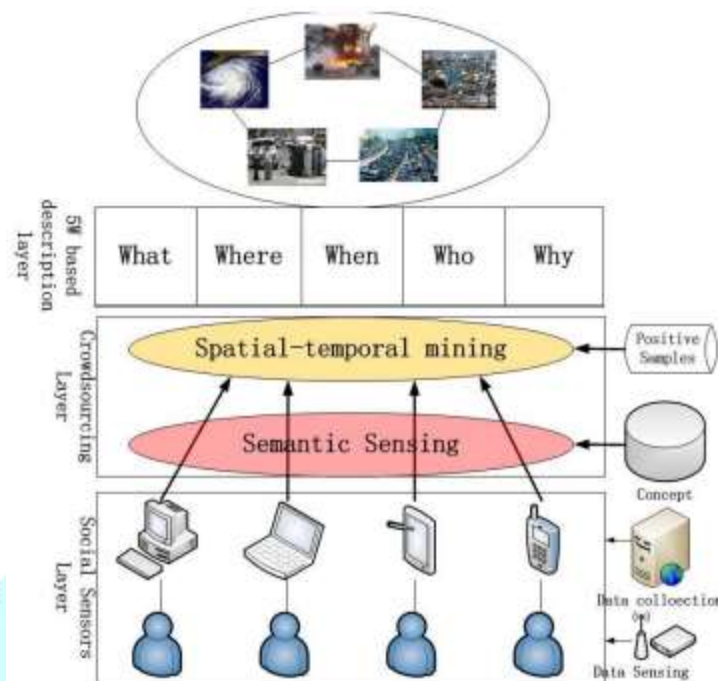 5W based
description
layer
What
Where
When
Who
Why
Crowdsourcing
Layer
Spatial-temporal mining
Positive
Samples
Semantic Sensing
Concept
Social Sensors
Layer
Data colloection
Data Sensing